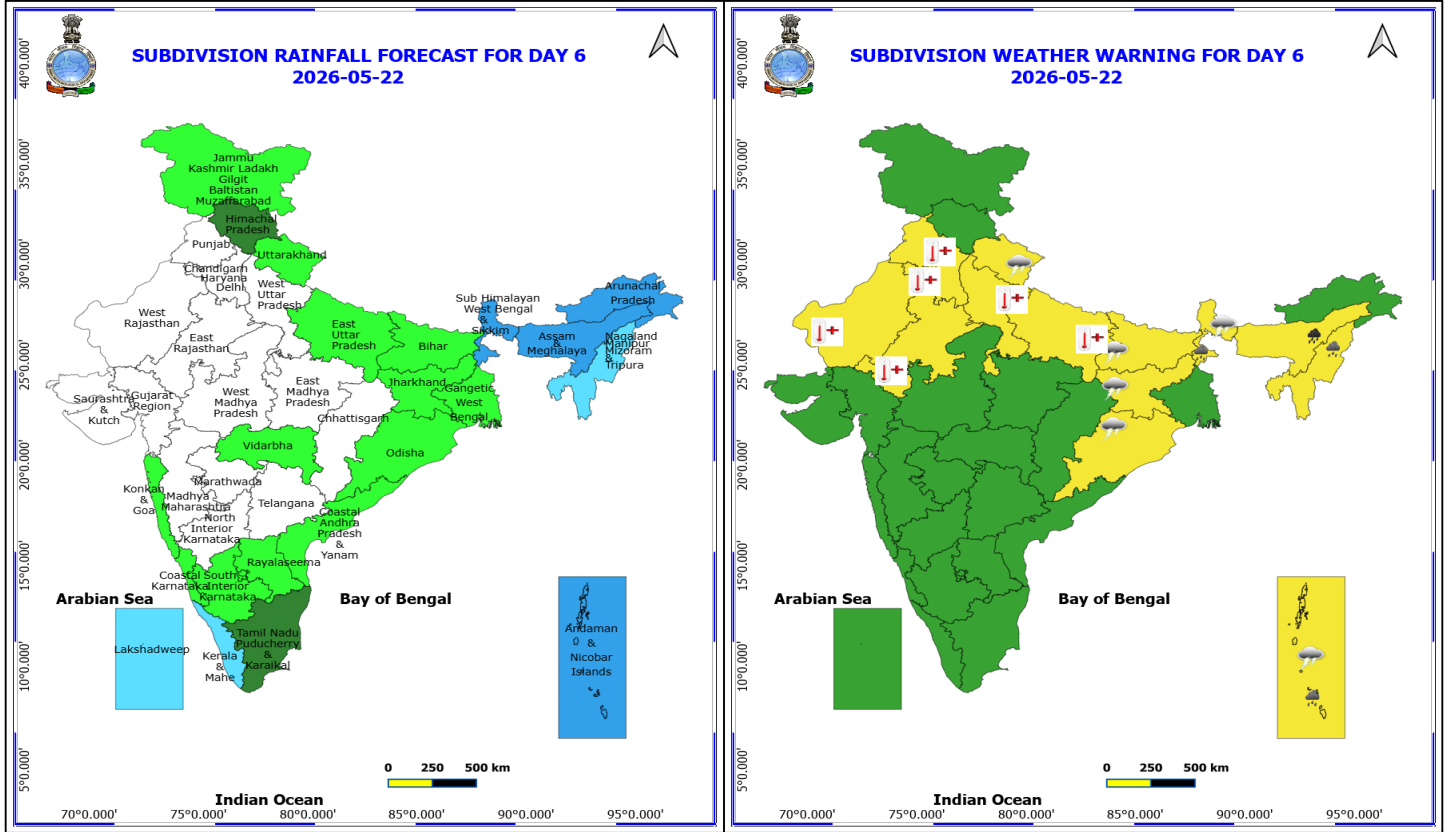 SUBDIVISION RAINFALL FORECAST FOR DAY 6
2026-05-22
40°0.000'
35°0.000'
30°0.000'
25°0.000'
20°0.000'
15°0.000'
10°0.000'
5°0.000'
Jammu
Kashmir Ladakh
Gilgit
Baltistan
Muzaffarabad
Himachal
Pradesh
Punjab
Uttarakhand
Chandigarh
Haryana
Delhi
West
Uttar
Pradesh
Sub Himalayan
West Bengal
&
Sikkim
Arunachal
Pradesh
West
Rajasthan
East
Rajasthan
East
Uttar
Pradesh
Bihar
Assam
&
Meghalaya
Nagaland
Manipur
Mizoram
&
Tripura
Saurashtra
&
Kutch
Gujarat
Region
West
Madhya
Pradesh
East
Madhya
Pradesh
Jharkhand
Gangetic
West
Bengal
Chhattisgarh
Vidarbha
Odisha
Konkan
&
Goa
Madhya
Maharashtra
Marathwada
Telangana
North
Interior
Karnataka
Coastal
Andhra
Pradesh
&
Yanam
Rayalaseema
Coastal
Karnataka
South
Interior
Karnataka
Arabian Sea
Bay of Bengal
Lakshadweep
Kerala
&
Mahe
Tamil Nadu
Puducherry
&
Karaikal
Andaman
&
Nicobar
Islands
0 250 500 km
Indian Ocean
70°0.000' 75°0.000' 80°0.000' 85°0.000' 90°0.000' 95°0.000'
SUBDIVISION WEATHER WARNING FOR DAY 6
2026-05-22
40°0.000'
35°0.000'
30°0.000'
25°0.000'
20°0.000'
15°0.000'
10°0.000'
5°0.000'
Arabian Sea
Bay of Bengal
0 250 500 km
Indian Ocean
70°0.000' 75°0.000' 80°0.000' 85°0.000' 90°0.000' 95°0.000'